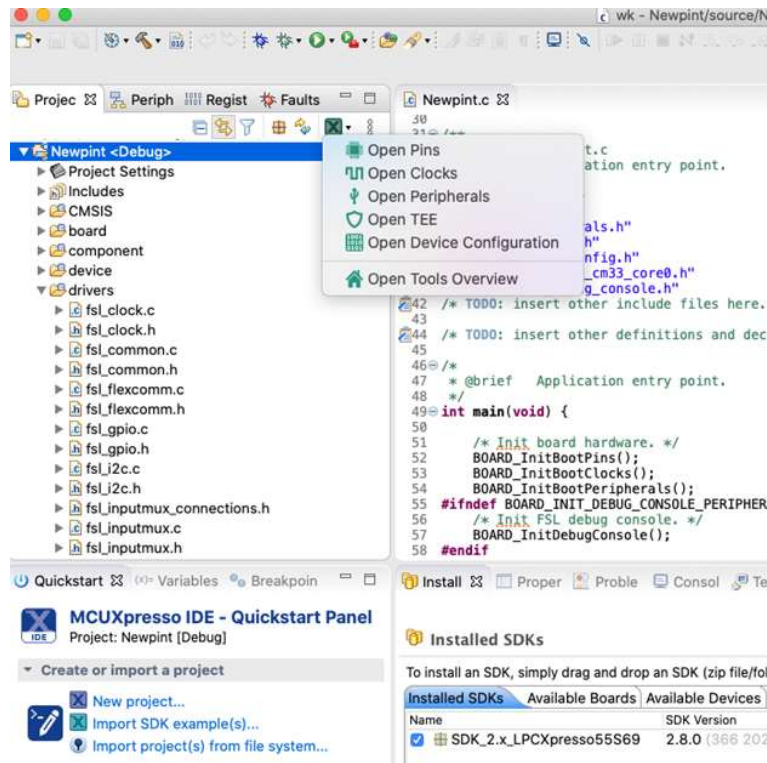 wk - Newpint/source/N
Projec Periph Regist Faults
Newpint <Debug>
Project Settings
Includes
CMSIS
board
component
device
drivers
fsl_clock.c
fsl_clock.h
fsl_common.c
fsl_common.h
fsl_flexcomm.c
fsl_flexcomm.h
fsl_gpio.c
fsl_gpio.h
fsl_i2c.c
fsl_i2c.h
fsl_inputmux_connections.h
fsl_inputmux.c
fsl_inputmux.h
Open Pins
Open Clocks
Open Peripherals
Open TEE
Open Device Configuration
Open Tools Overview
Newpint.c
30
31 /**
t.c
ation entry point.
als.h"
h"
nfig.h"
_cm33_core0.h"
g_console.h"
42 /* TODO: insert other include files here.
43
44 /* TODO: insert other definitions and dec
45
46 /*
47 * @brief Application entry point.
48 */
49 int main(void) {
50
51 /* Init board hardware. */
52 BOARD_InitBootPins();
53 BOARD_InitBootClocks();
54 BOARD_InitBootPeripherals();
55 #ifndef BOARD_INIT_DEBUG_CONSOLE_PERIPHER
56 /* Init FSL debug console. */
57 BOARD_InitDebugConsole();
58 #endif
Quickstart (x)= Variables Breakpoin
MCUXpresso IDE - Quickstart Panel
IDE
Project: Newpint [Debug]
Create or import a project
New project...
Import SDK example(s)...
Import project(s) from file system...
Install Proper Proble Consol Te
Installed SDKs
To install an SDK, simply drag and drop an SDK (zip file/fol
Installed SDKs Available Boards Available Devices
Name SDK Version
SDK_2.x_LPCXpresso55S69 2.8.0 (366 202